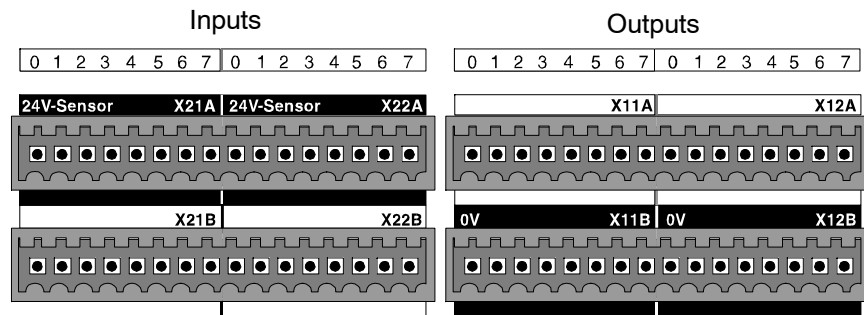 Inputs
Outputs
0 1 2 3 4 5 6 7 0 1 2 3 4 5 6 7
0 1 2 3 4 5 6 7 0 1 2 3 4 5 6 7
24V-Sensor X21A 24V-Sensor X22A
X11A X12A
X21B X22B
0V X11B 0V X12B